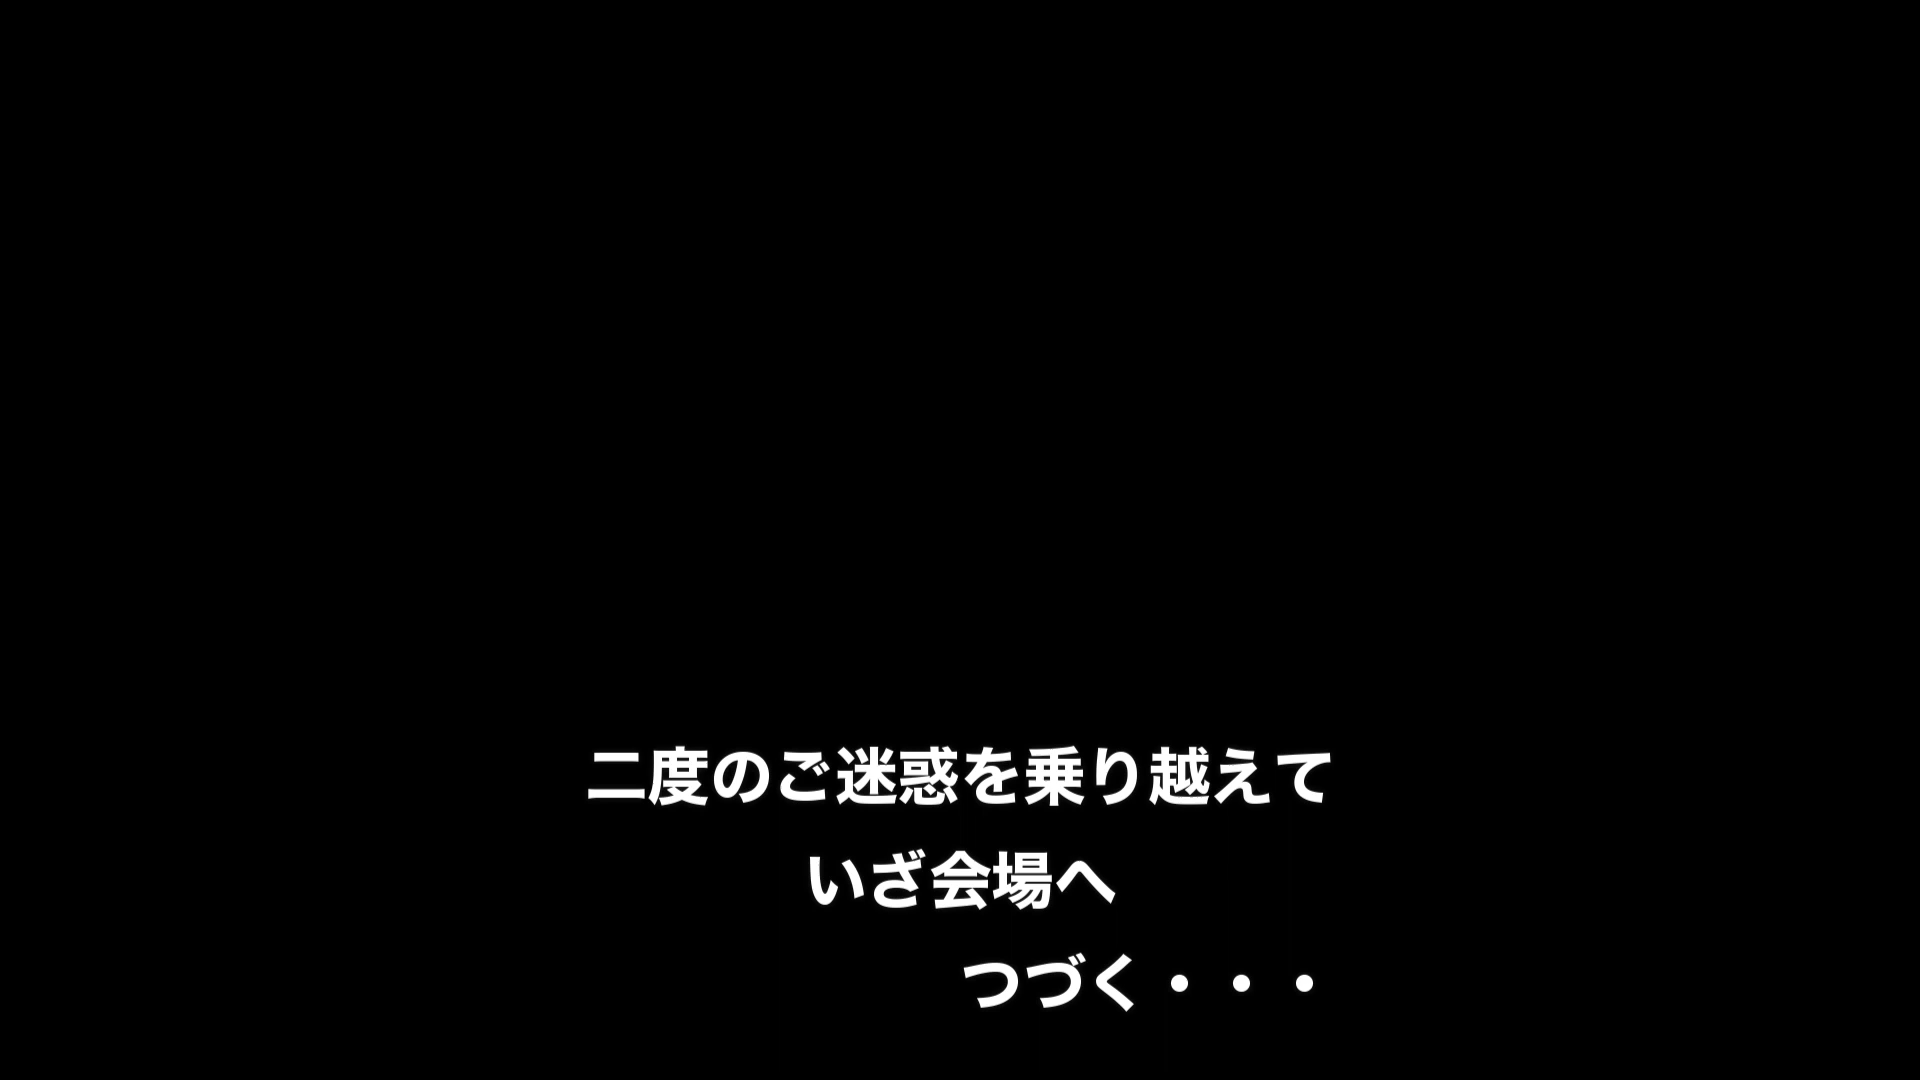 二度のご迷惑を乗り越えて
いざ会場へ
つづく・・・